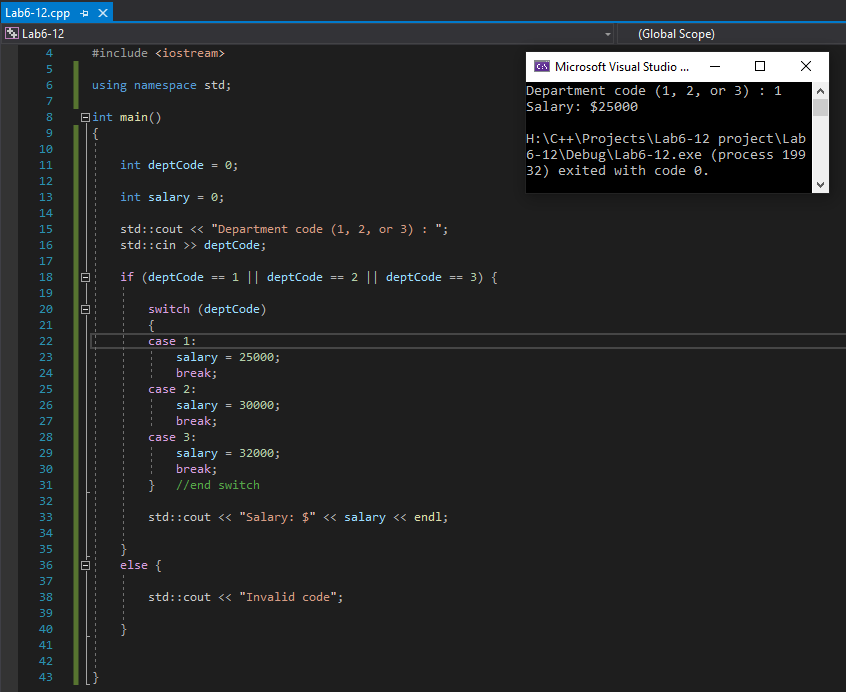 Lab6-12.cpp
Lab6-12
(Global Scope)
4 #include <iostream>
5
6 using namespace std;
7
8 int main()
9 {
10
11 int deptCode = 0;
12
13 int salary = 0;
14
15 std::cout << "Department code (1, 2, or 3) : ";
16 std::cin >> deptCode;
17
18 if (deptCode == 1 || deptCode == 2 || deptCode == 3) {
19
20 switch (deptCode)
21 {
22 case 1:
23 salary = 25000;
24 break;
25 case 2:
26 salary = 30000;
27 break;
28 case 3:
29 salary = 32000;
30 break;
31 } //end switch
32
33 std::cout << "Salary: $" << salary << endl;
34
35 }
36 else {
37
38 std::cout << "Invalid code";
39
40 }
41
42
43 }
C:\ Microsoft Visual Studio ...
Department code (1, 2, or 3) : 1
Salary: $25000
H:\C++\Projects\Lab6-12 project\Lab
6-12\Debug\Lab6-12.exe (process 199
32) exited with code 0.